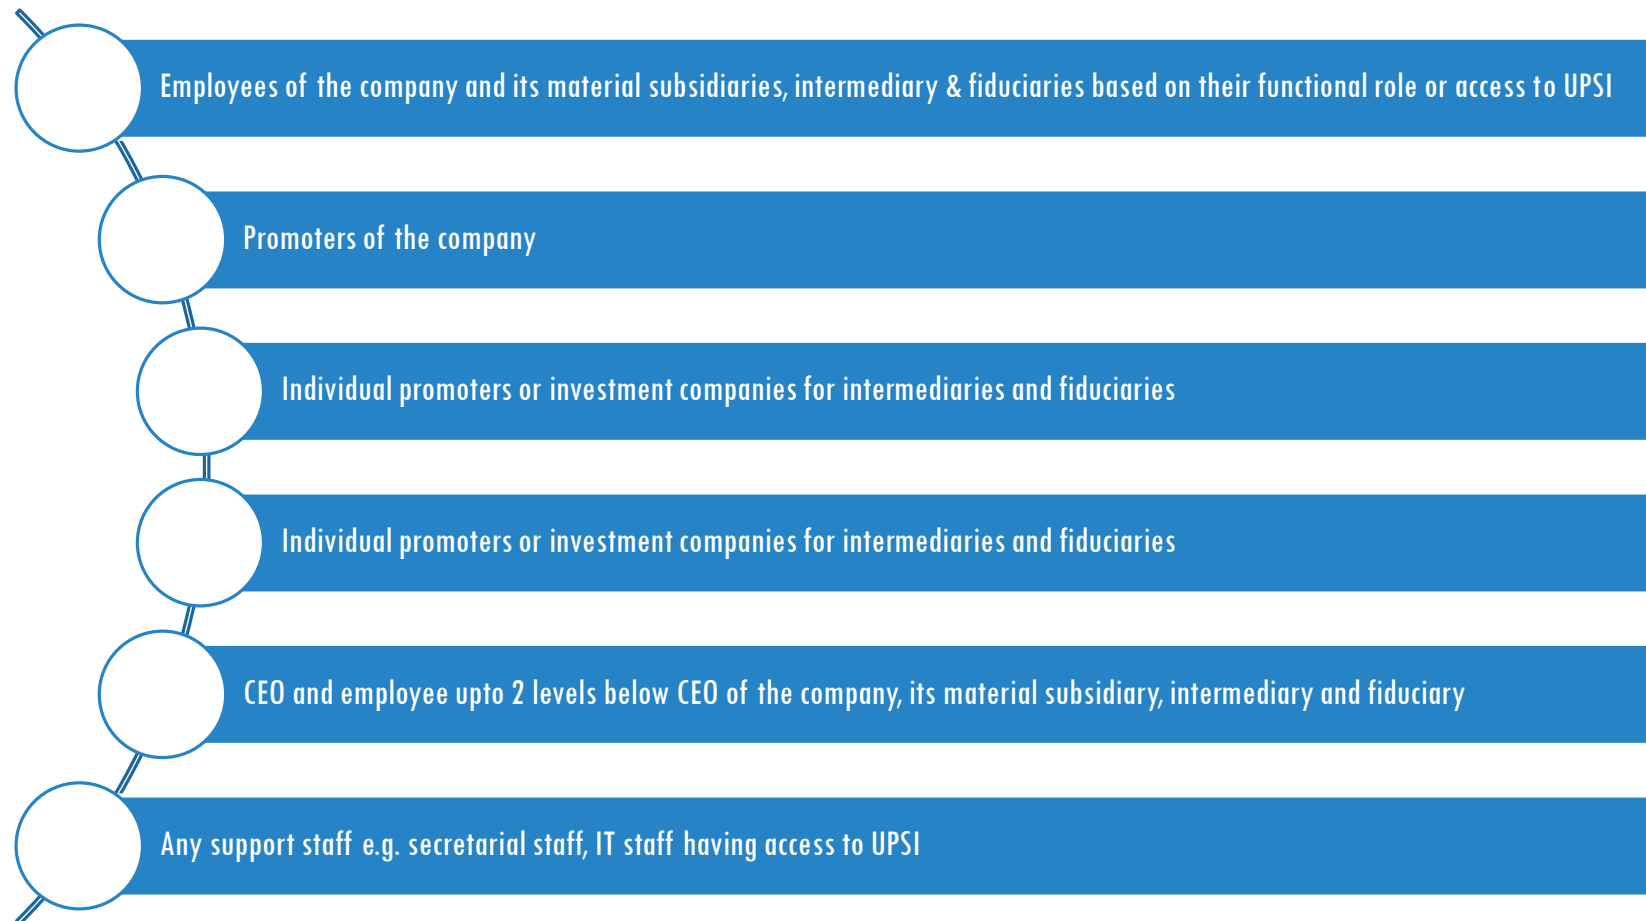 Employees of the company and its material subsidiaries, intermediary & fiduciaries based on their functional role or access to UPSI
Promoters of the company
Individual promoters or investment companies for intermediaries and fiduciaries
Individual promoters or investment companies for intermediaries and fiduciaries
CEO and employee upto 2 levels below CEO of the company, its material subsidiary, intermediary and fiduciary
Any support staff e.g. secretarial staff, IT staff having access to UPSI